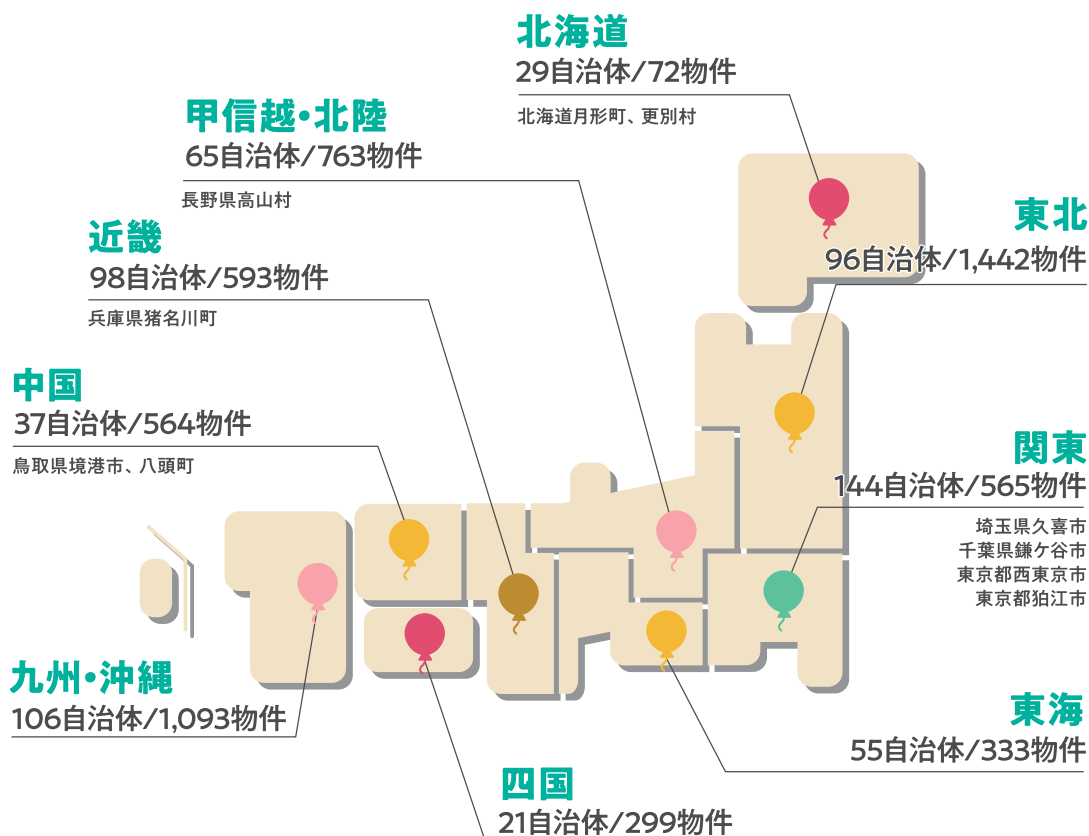 北海道
29自治体/72物件
北海道月形町、更別村
甲信越・北陸
65自治体/763物件
長野県高山村
東北
96自治体/1,442物件
近畿
98自治体/593物件
兵庫県猪名川町
中国
37自治体/564物件
鳥取県境港市、八頭町
関東
144自治体/565物件
埼玉県久喜市
千葉県鎌ケ谷市
東京都西東京市
東京都狛江市
九州・沖縄
106自治体/1,093物件
東海
55自治体/333物件
四国
21自治体/299物件